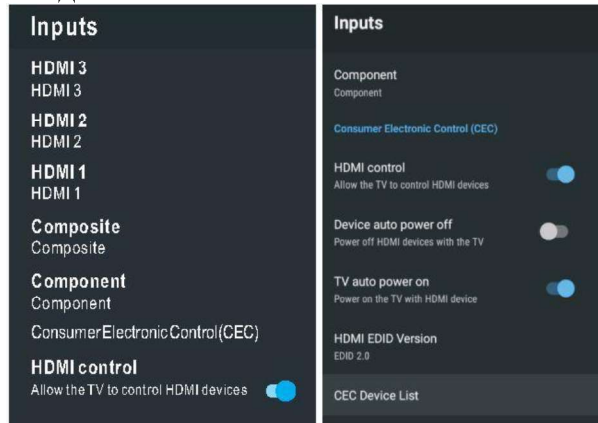 Inputs
HDMI 3
HDMI 3
HDMI 2
HDMI 2
HDMI 1
HDMI 1
Composite
Composite
Component
Component
ConsumerElectronicControl(CEC)
HDMI control
Allow the TV to control HDMI devices
Inputs
Component
Component
Consumer Electronic Control (CEC)
HDMI control
Allow the TV to control HDMI devices
Device auto power off
Power off HDMI devices with the TV
TV auto power on
Power on the TV with HDMI device
HDMI EDID Version
EDID 2.0
CEC Device List